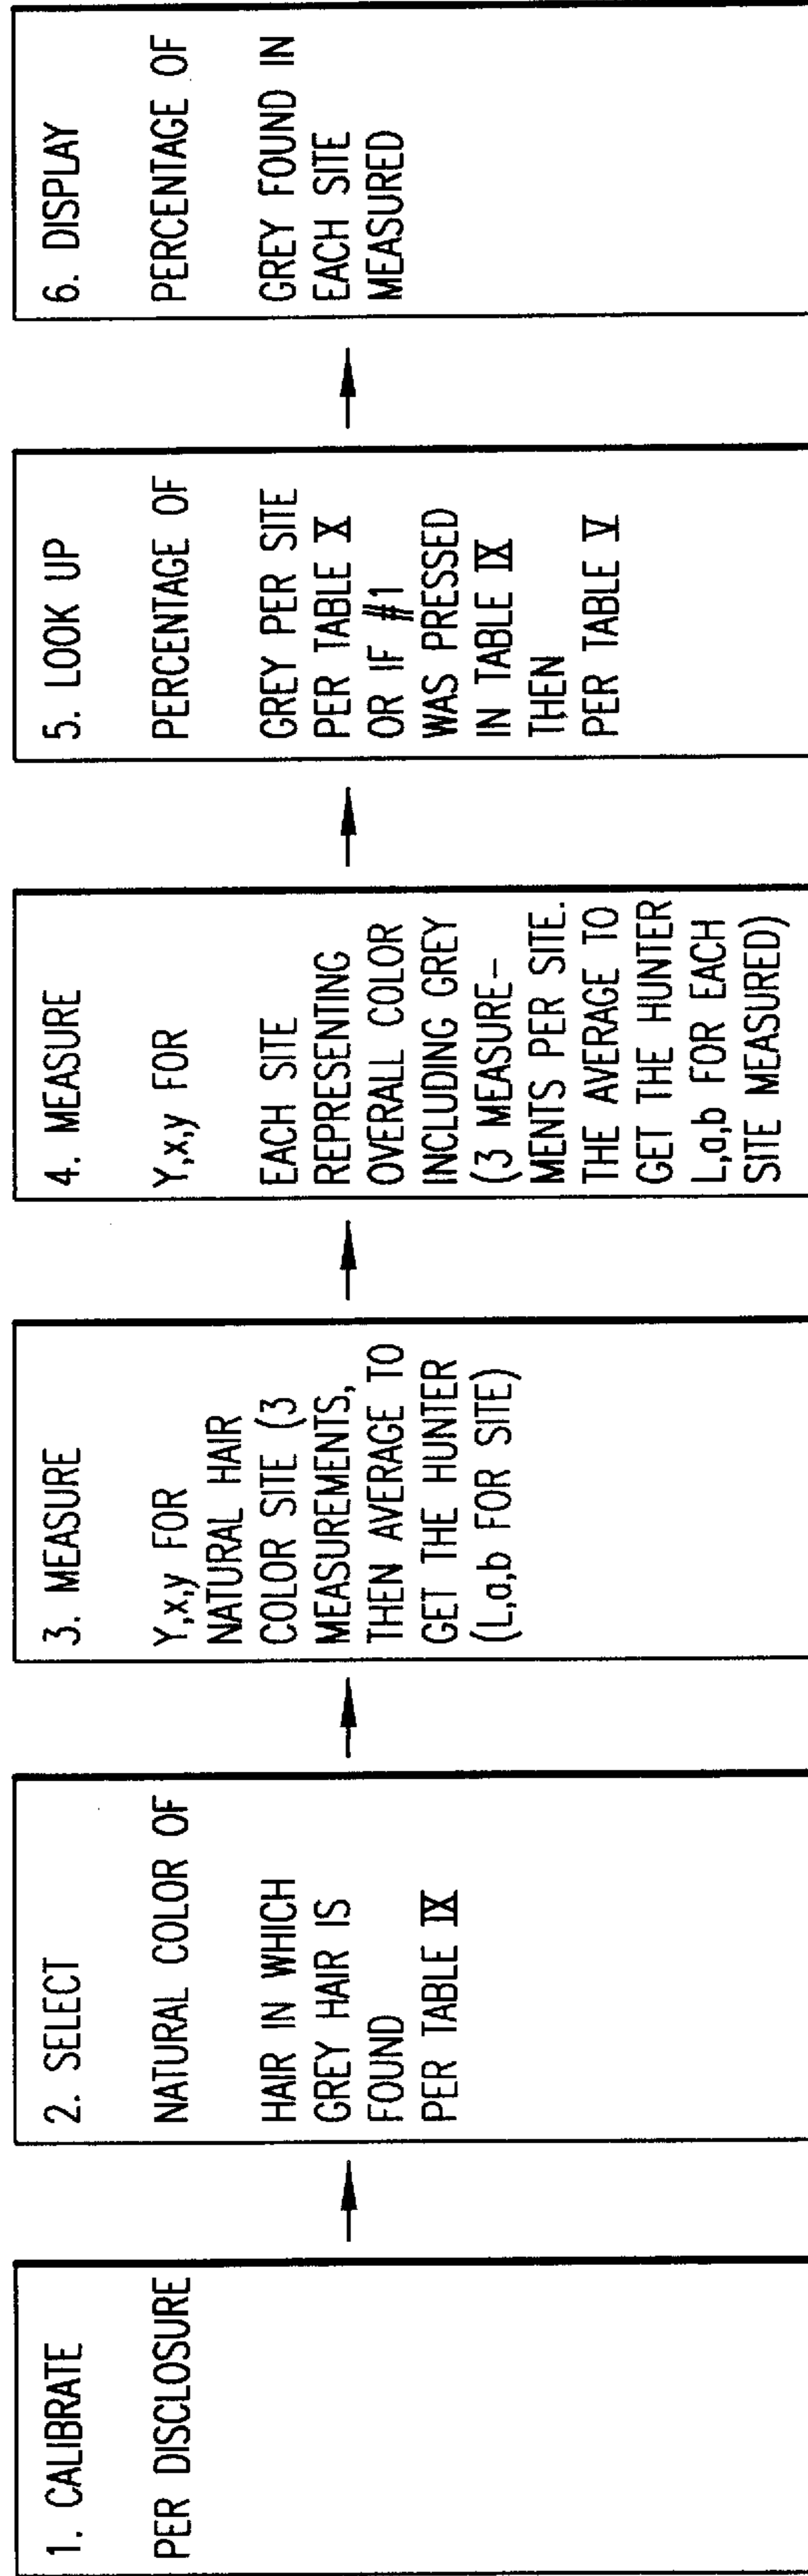 1. CALIBRATE
PER DISCLOSURE
2. SELECT
NATURAL COLOR OF
HAIR IN WHICH
GREY HAIR IS
FOUND
PER TABLE IX
3. MEASURE
Y,x,y FOR
NATURAL HAIR
COLOR SITE (3
MEASUREMENTS,
THEN AVERAGE TO
GET THE HUNTER
(L,a,b FOR SITE)
4. MEASURE
Y,x,y FOR
EACH SITE
REPRESENTING
OVERALL COLOR
INCLUDING GREY
(3 MEASURE-
MENTS PER SITE.
THE AVERAGE TO
GET THE HUNTER
L,a,b FOR EACH
SITE MEASURED)
5. LOOK UP
PERCENTAGE OF
GREY PER SITE
PER TABLE X
OR IF #1
WAS PRESSED
IN TABLE IX
THEN
PER TABLE V
6. DISPLAY
PERCENTAGE OF
GREY FOUND IN
EACH SITE
MEASURED